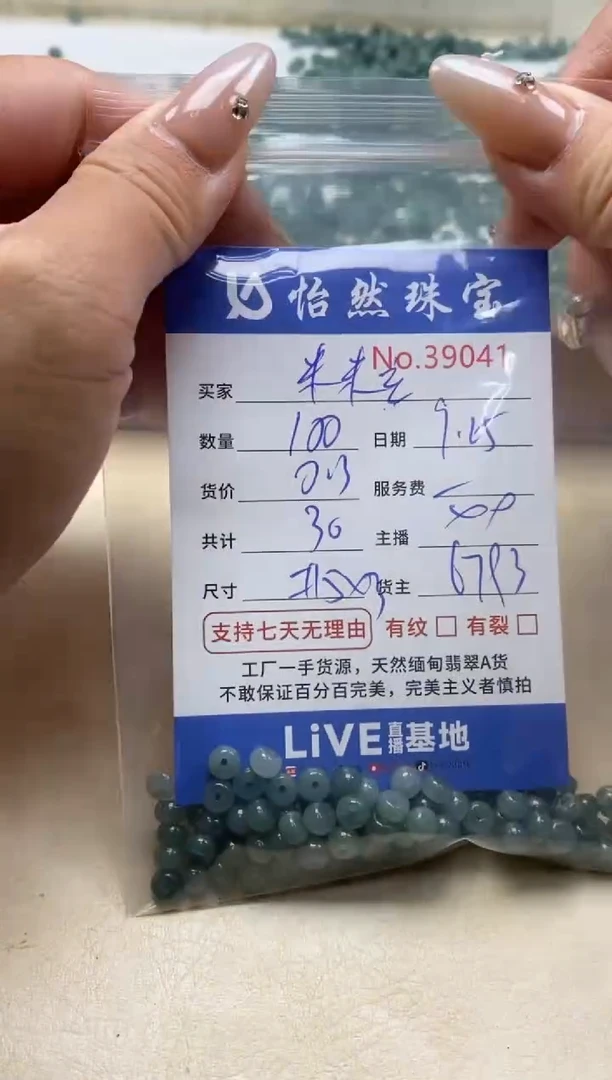 怡然珠宝
No.39041
买家 米米
数量 100 日期 9.15
货价 0.3 服务费
共计 30 主播
尺寸 货主 6793
支持七天无理由 有纹 有裂
工厂一手货源，天然缅甸翡翠A货
不敢保证百分百完美，完美主义者慎拍
LiVE直播基地